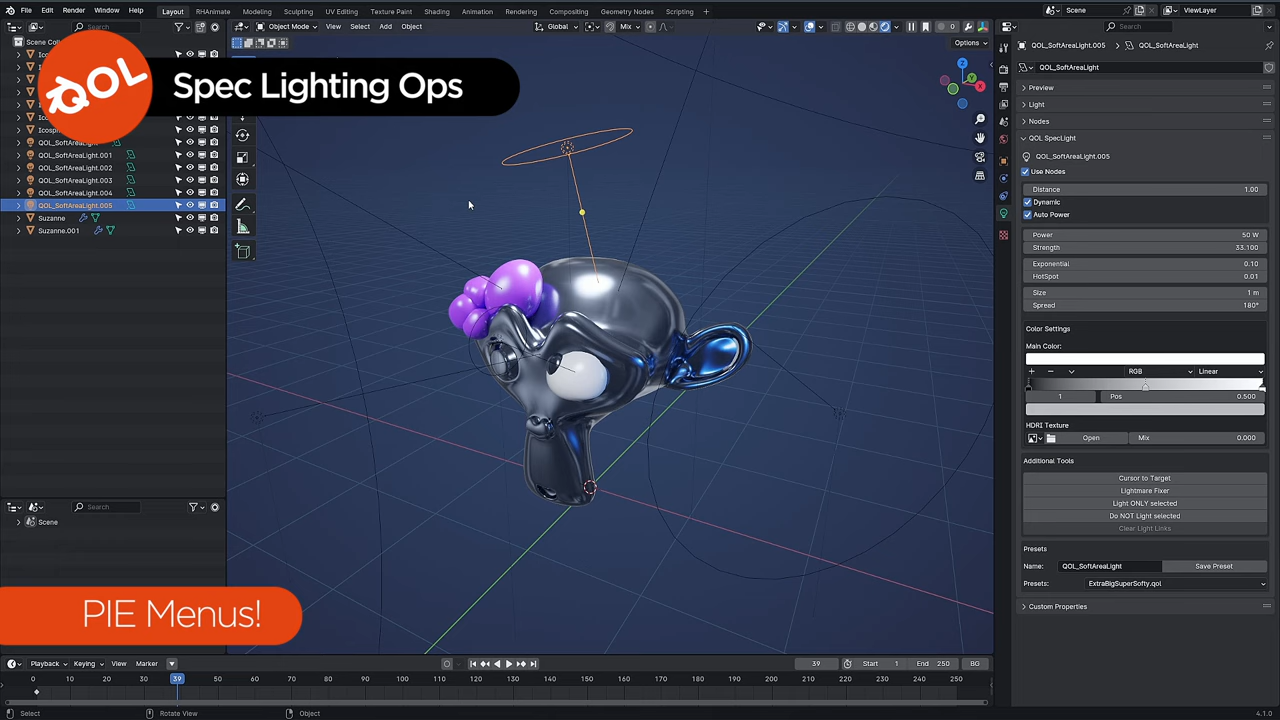 File Edit Render Window Help
Layout RHAnimate Modeling Sculpting UV Editing Texture Paint Shading Animation Rendering Compositing Geometry Nodes Scripting
Scene
ViewLayer
Search
Object Mode View Select Add Object
Global
Mix
Search
Scene Col
Options
QOL_SoftAreaLight.005
QOL_SoftAreaLight
QOL_SoftAreaLight
QOL
Spec Lighting Ops
Icosph
QOL_SoftAreaLight
QOL_SoftAreaLight.001
QOL_SoftAreaLight.002
QOL_SoftAreaLight.003
QOL_SoftAreaLight.004
QOL_SoftAreaLight.005
Suzanne
Suzanne.001
Z
Y
X
Preview
Light
Nodes
QOL SpecLight
QOL_SoftAreaLight.005
Use Nodes
Distance 1.00
Dynamic
Auto Power
Power 50 W
Strength 33.100
Exponential 0.10
HotSpot 0.01
Size 1 m
Spread 180°
Color Settings
Main Color:
RGB Linear
1 Pos 0.500
HDRI Texture
Open Mix 0.000
Additional Tools
Cursor to Target
Lightmare Fixer
Light ONLY selected
Do NOT Light selected
Clear Light Links
Presets
Name: QOL_SoftAreaLight Save Preset
Presets: ExtraBigSuperSofty.qol
Custom Properties
Search
Scene
PIE Menus!
Playback Keying View Marker
39 Start 1 End 250 BG
0 10 20 30 39 50 60 70 80 90 100 110 120 130 140 150 160 170 180 190 200 210 220 230 240 250
Select Rotate View Object
4.1.0